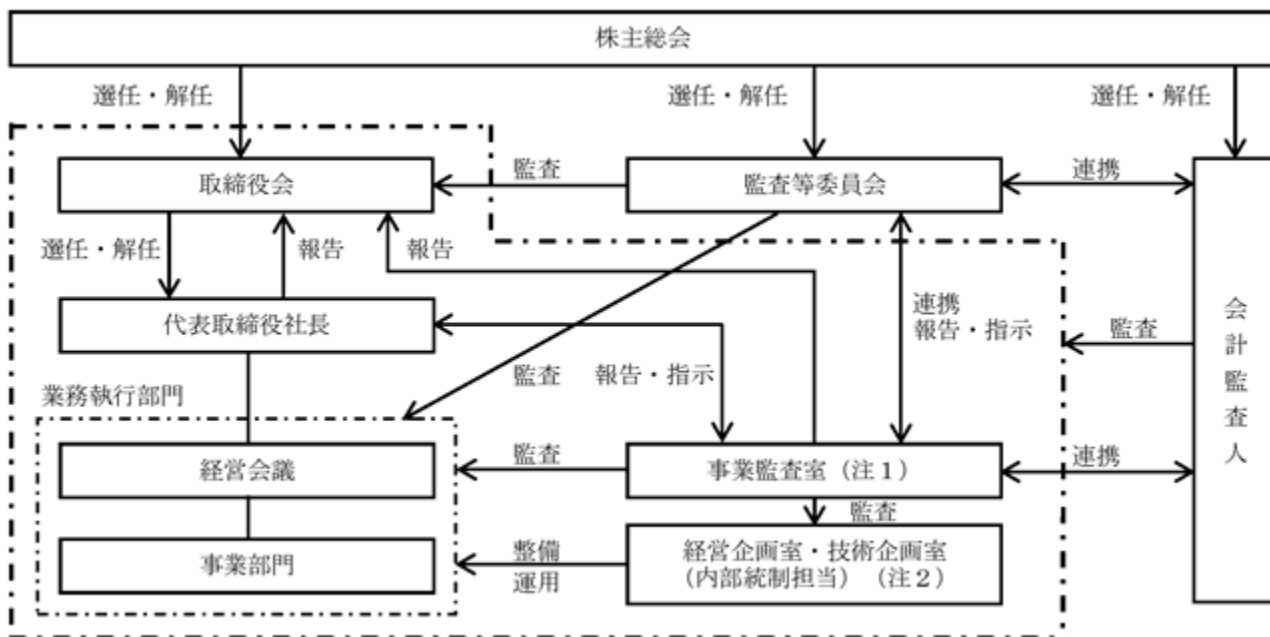 株主総会
選任・解任
選任・解任
選任・解任
取締役会
監査
監査等委員会
連携
選任・解任
報告
報告
代表取締役社長
連携
報告・指示
監査
会計監査人
業務執行部門
監査
報告・指示
経営会議
監査
事業監査室（注１）
連携
監査
事業部門
整備
運用
経営企画室・技術企画室
（内部統制担当）（注２）